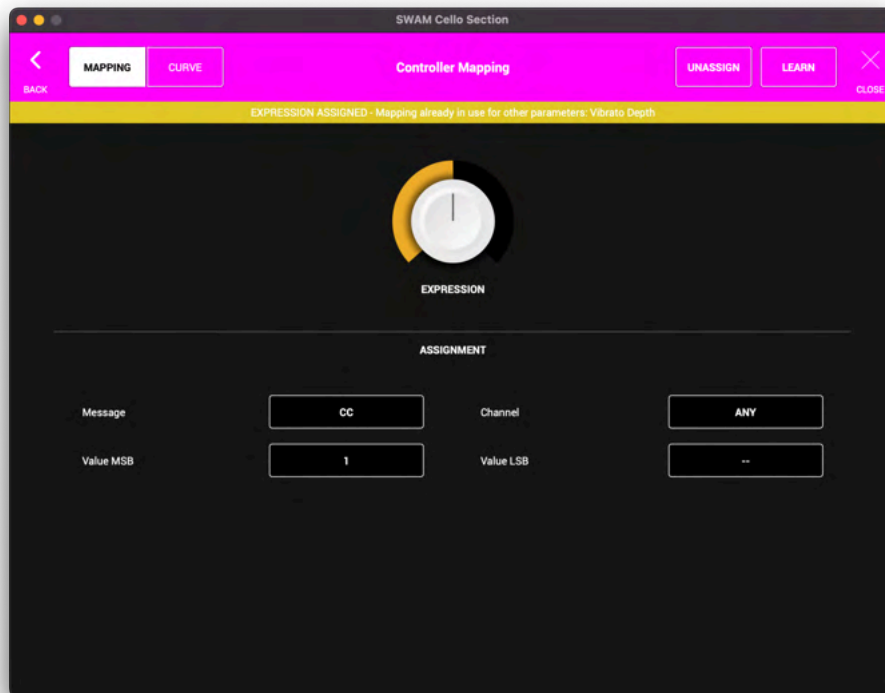 SWAM Cello Section
MAPPING CURVE Controller Mapping UNASSIGN LEARN
BACK CLOSE
EXPRESSION ASSIGNED - Mapping already in use for other parameters: Vibrato Depth
EXPRESSION
ASSIGNMENT
Message CC Channel ANY
Value MSB 1 Value LSB --